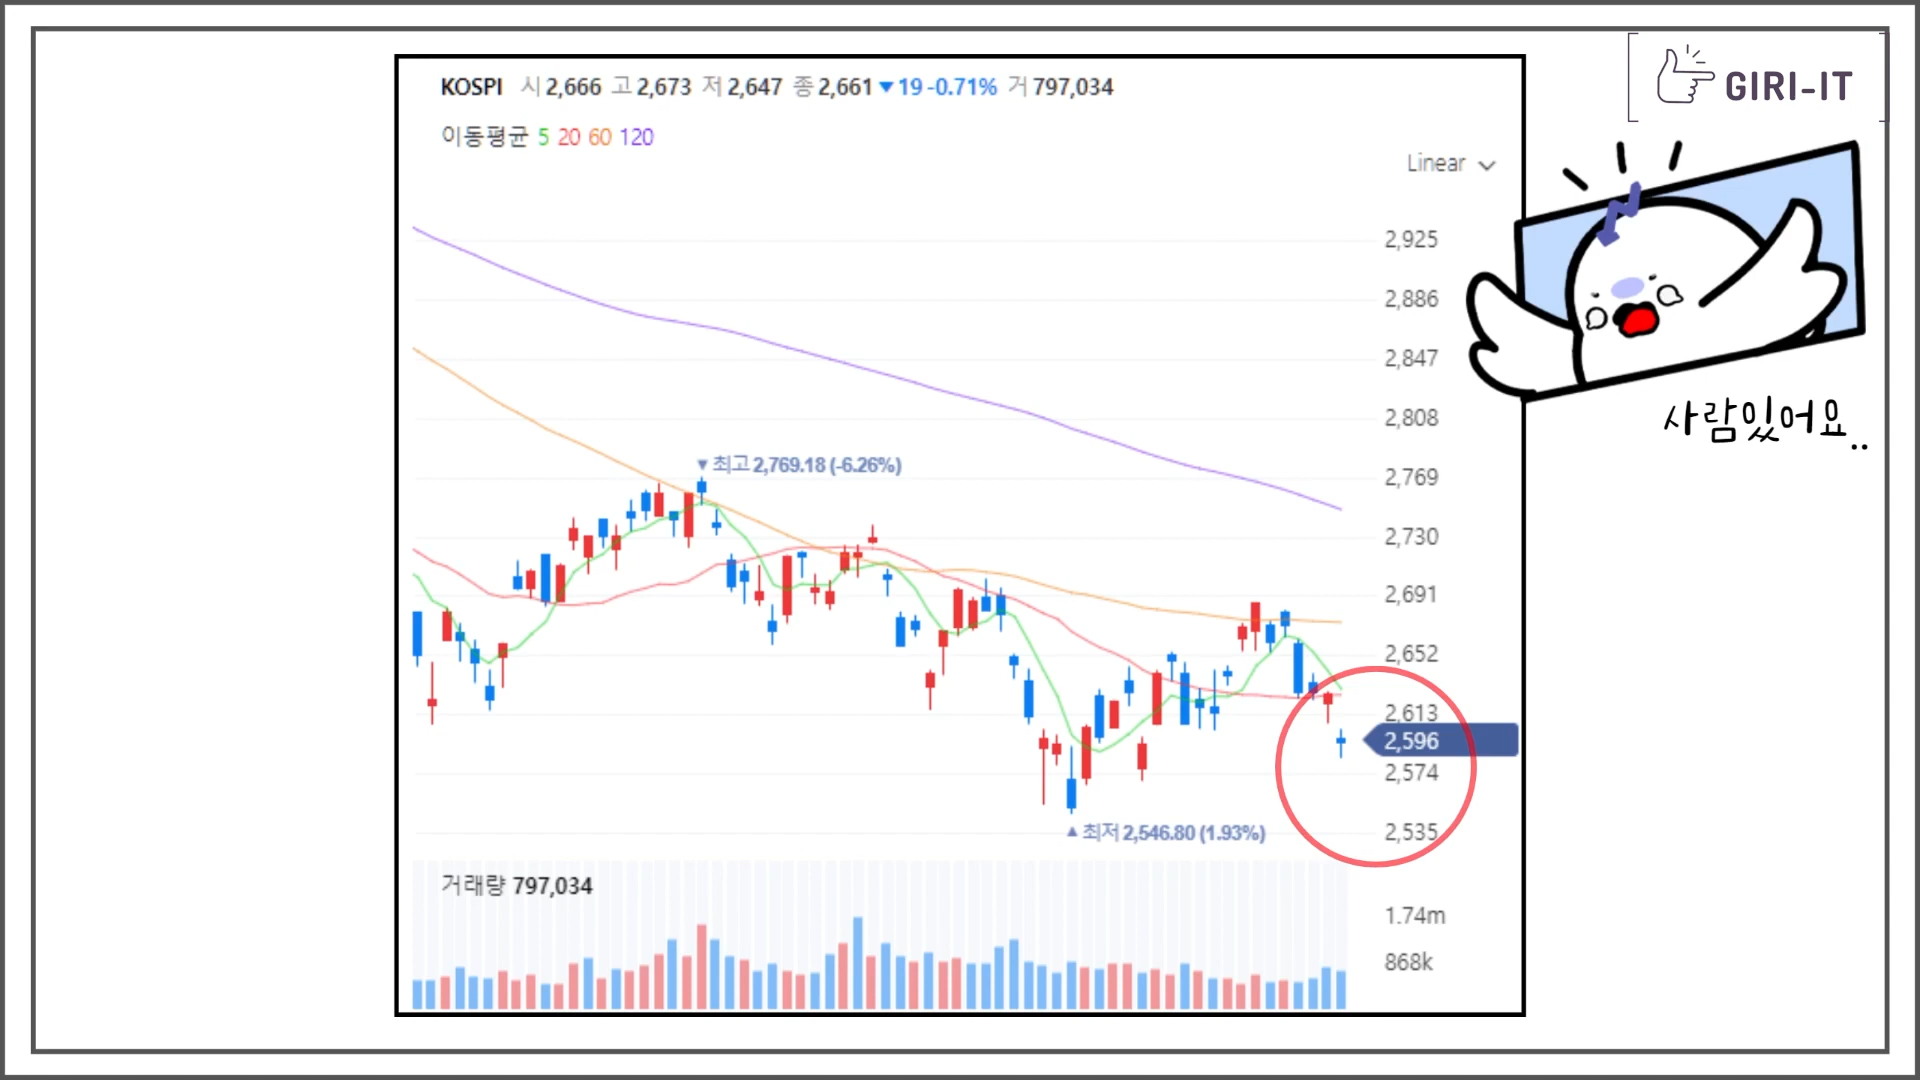 KOSPI 시 2,666 고 2,673 저 2,647 종 2,661 ▼ 19 -0.71% 거 797,034
GIRI-IT
이동평균 5 20 60 120
Linear
2,925
2,886
2,847
2,808
사람있어요..
▼ 최고 2,769.18 (-6.26%)
2,769
2,730
2,691
2,652
2,613
2,596
2,574
▲ 최저 2,546.80 (1.93%)
2,535
거래량 797,034
1.74m
868k